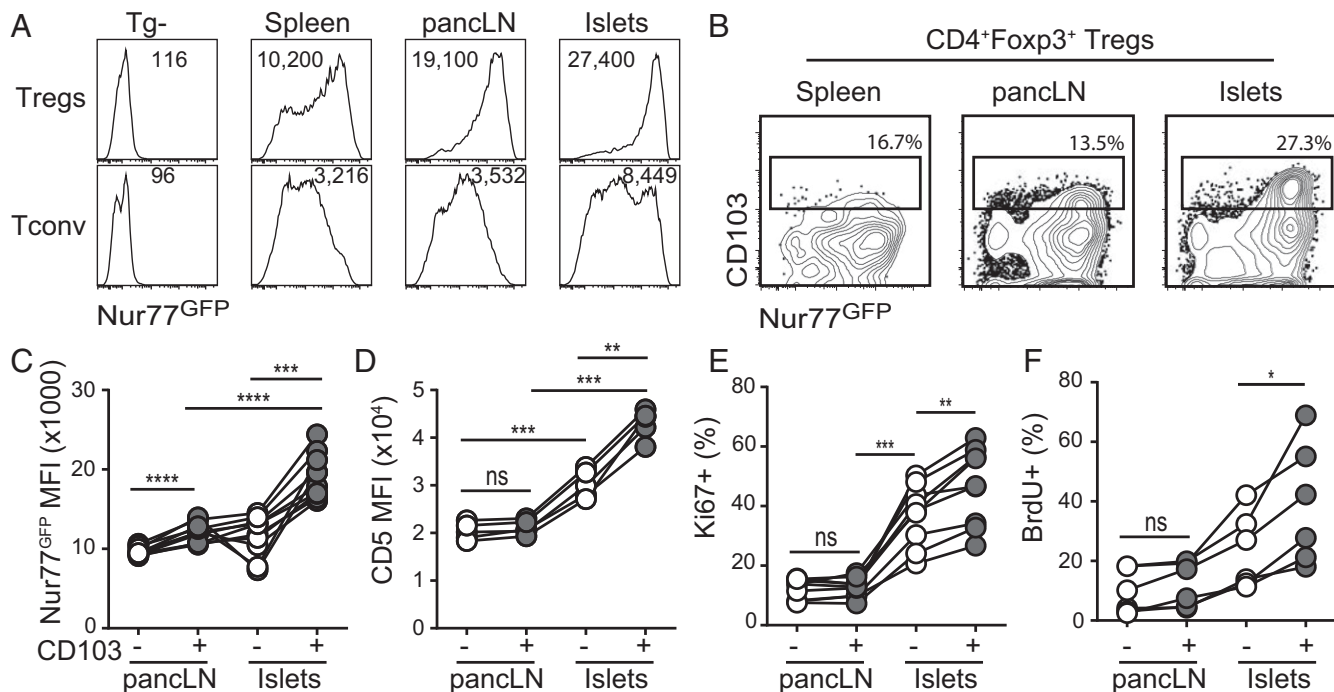 A
Tg-
Spleen
pancLN
Islets
Tregs
116
10,200
19,100
27,400
Tconv
96
3,216
3,532
8,449
Nur77GFP
B
CD4+Foxp3+ Tregs
Spleen
pancLN
Islets
16.7%
13.5%
27.3%
CD103
Nur77GFP
C
Nur77GFP MFI (x1000)
30
20
10
0
****
****
***
CD103 - + - +
pancLN Islets
D
CD5 MFI (x10⁴)
5
4
3
2
1
0
ns
***
***
**
- + - +
pancLN Islets
E
Ki67+ (%)
80
60
40
20
0
ns
***
**
- + - +
pancLN Islets
F
BrdU+ (%)
80
60
40
20
0
ns
*
- + - +
pancLN Islets